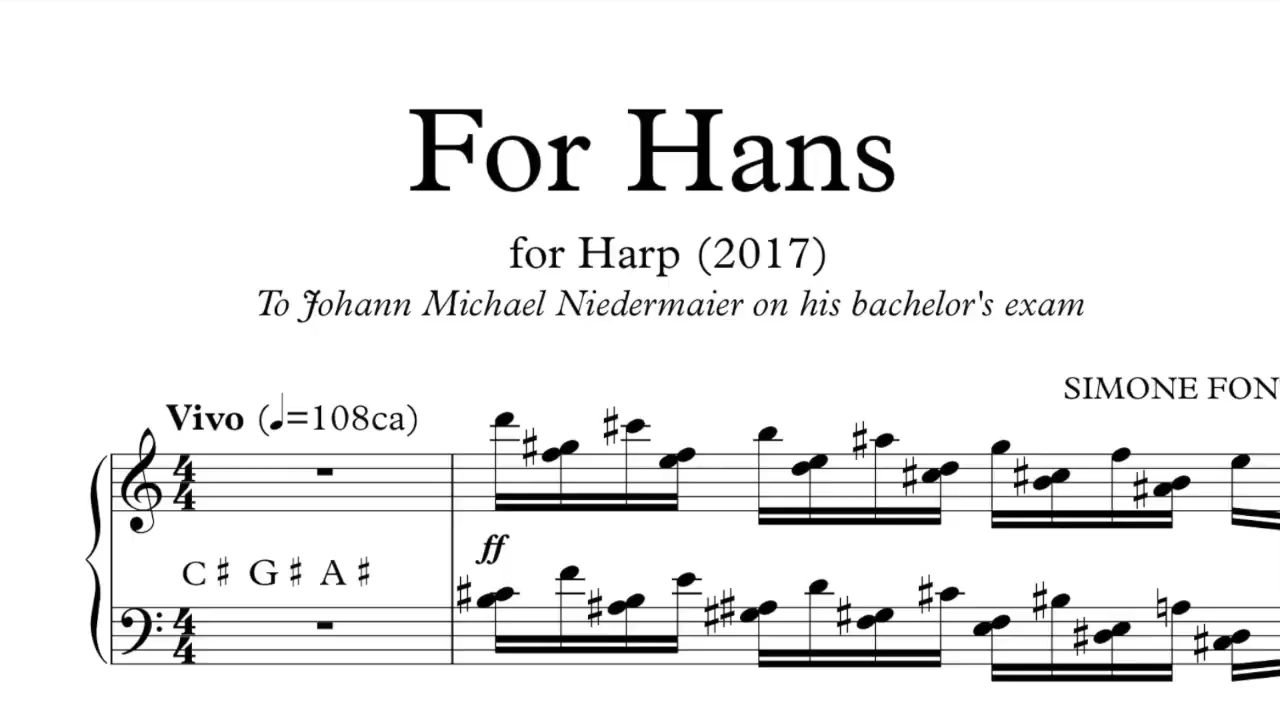 For Hans
for Harp (2017)
To Johann Michael Niedermaier on his bachelor's exam
SIMONE FON
Vivo (♩=108ca)
ff
C♯ G♯ A♯